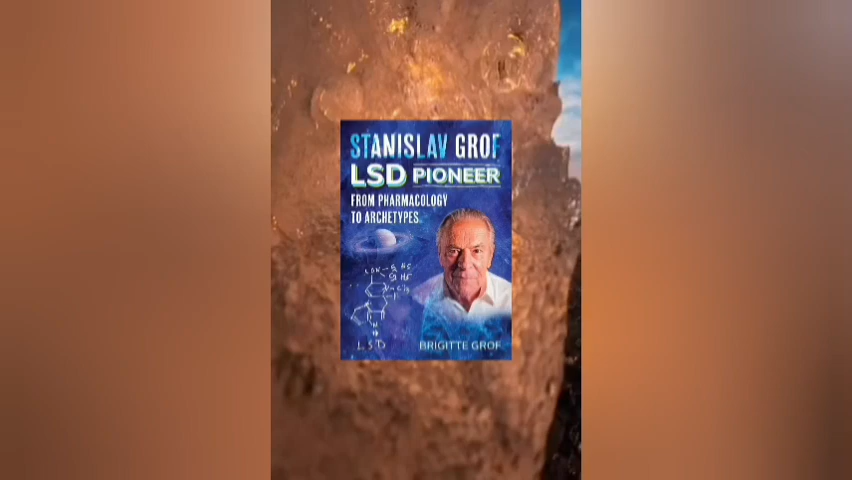 STANISLAV GROF
LSD PIONEER
FROM PHARMACOLOGY
TO ARCHETYPES
LSD
BRIGITTE GROF